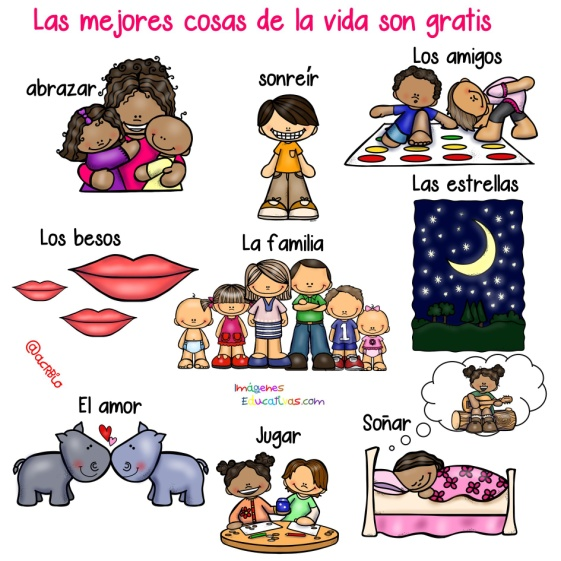 Las mejores cosas de la vida son gratis
abrazar
sonreír
Los amigos
Los besos
La familia
Las estrellas
1
Imágenes
Educativas.com
El amor
Jugar
Soñar